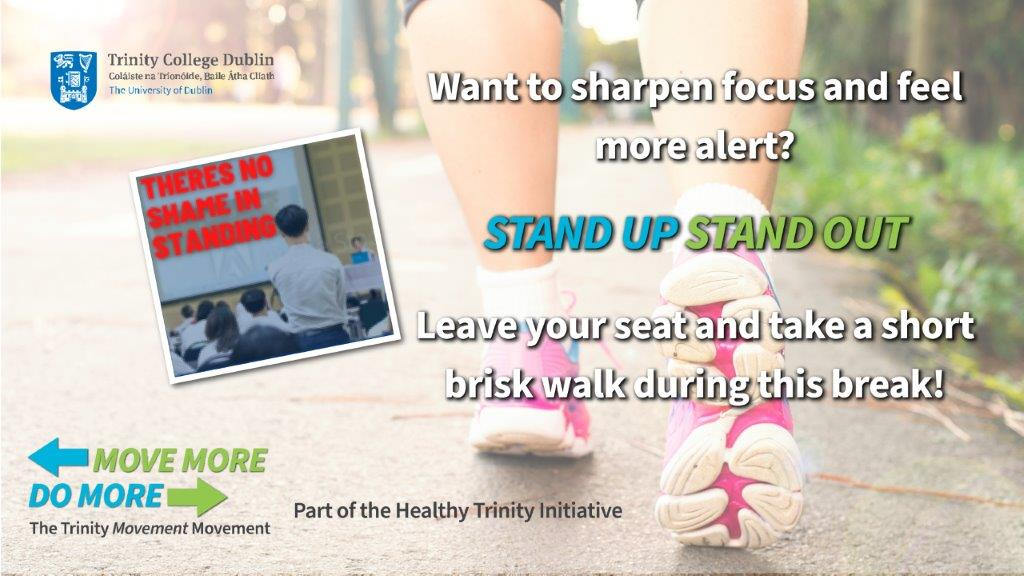 Trinity College Dublin
Coláiste na Tríonóide, Baile Átha Cliath
The University of Dublin
Want to sharpen focus and feel
more alert?
THERES NO
SHAME IN
STANDING
STAND UP STAND OUT
Leave your seat and take a short
brisk walk during this break!
MOVE MORE
DO MORE
The Trinity Movement Movement
Part of the Healthy Trinity Initiative